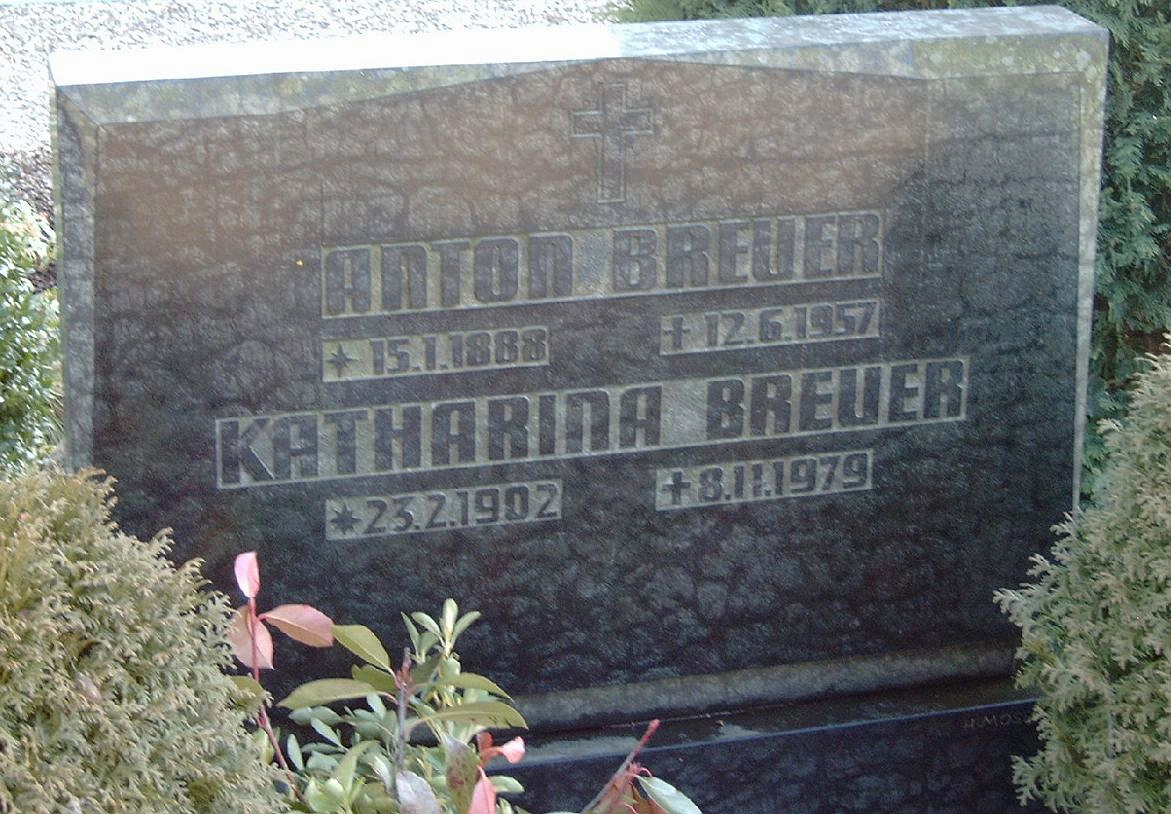 ANTON BREUER
* 15.1.1888 † 12.6.1957
KATHARINA BREUER
* 23.2.1902 † 8.11.1979